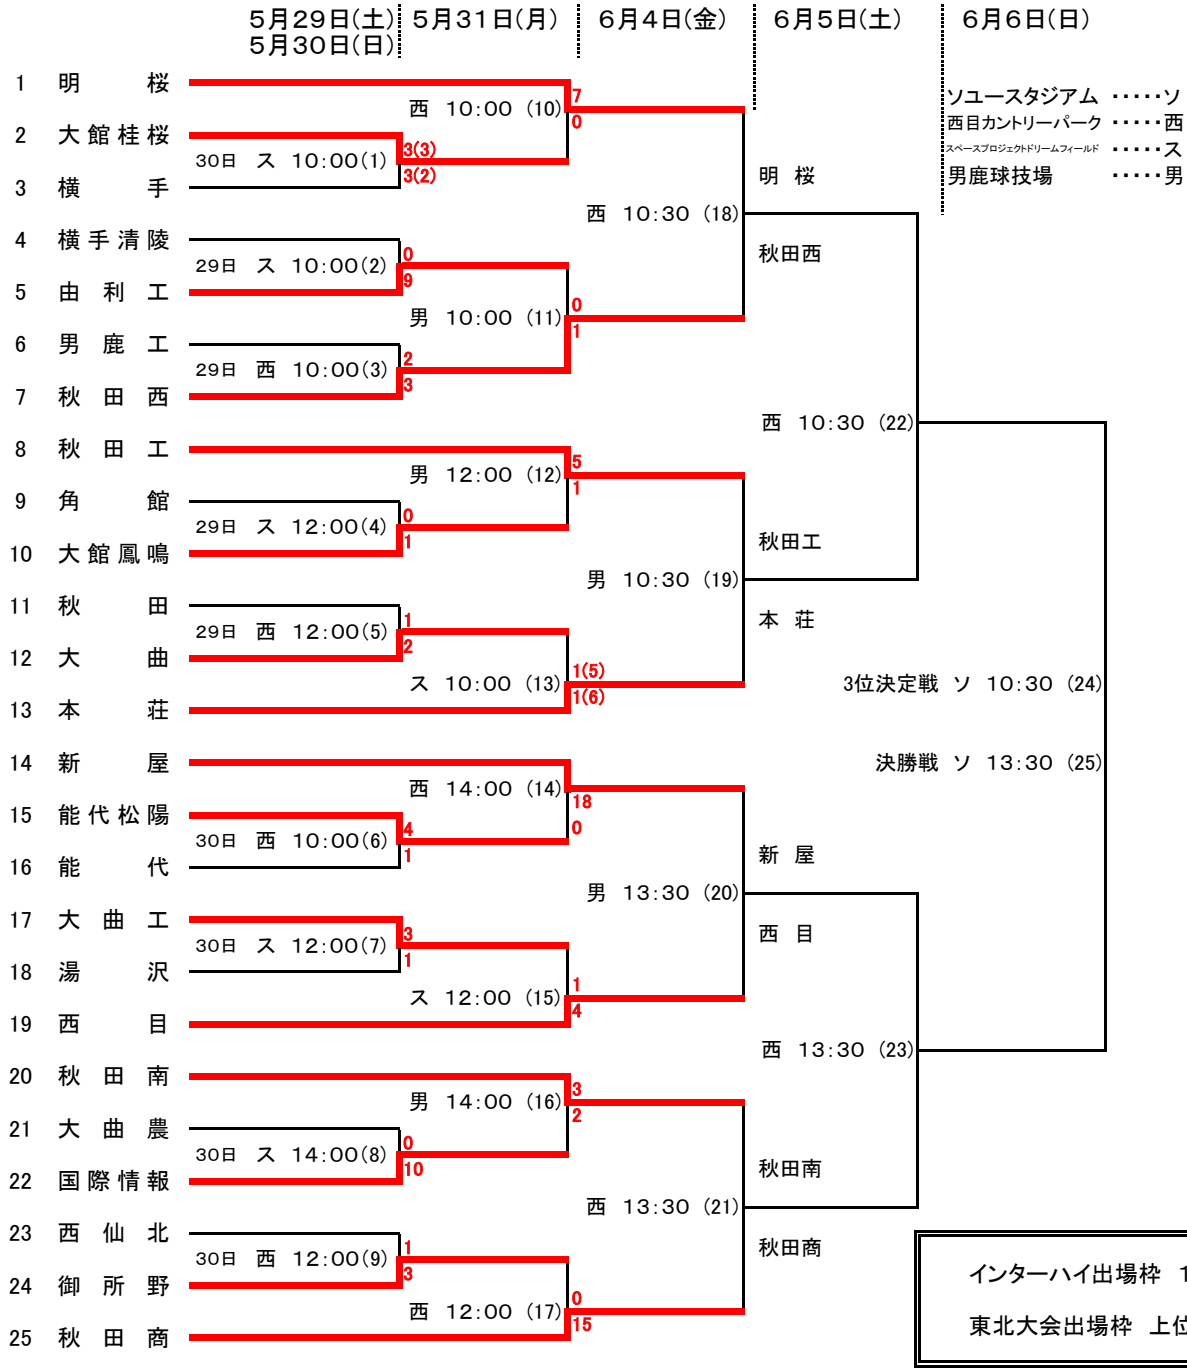 5月29日(土) 5月31日(月) 6月4日(金) 6月5日(土) 6月6日(日)
5月30日(日)
ソユースタジアム ・・・・・ソ
西目カントリーパーク ・・・・・西
スペースプロジェクトドリームフィールド ・・・・・ス
男鹿球技場 ・・・・・男
1 明桜
西 10:00 (10)
7
0
2 大館桂桜
30日 ス 10:00(1)
3(3)
3(2)
3 横手
明桜
西 10:30 (18)
秋田西
4 横手清陵
29日 ス 10:00(2)
0
9
5 由利工
男 10:00 (11)
0
1
6 男鹿工
29日 西 10:00(3)
2
3
7 秋田西
西 10:30 (22)
8 秋田工
男 12:00 (12)
5
1
9 角館
29日 ス 12:00(4)
0
1
10 大館鳳鳴
秋田工
男 10:30 (19)
本荘
11 秋田
29日 西 12:00(5)
1
2
12 大曲
ス 10:00 (13)
1(5)
1(6)
13 本荘
3位決定戦 ソ 10:30 (24)
決勝戦 ソ 13:30 (25)
14 新屋
西 14:00 (14)
18
0
15 能代松陽
30日 西 10:00(6)
4
1
16 能代
新屋
男 13:30 (20)
西目
17 大曲工
30日 ス 12:00(7)
3
1
18 湯沢
ス 12:00 (15)
1
4
19 西目
西 13:30 (23)
20 秋田南
男 14:00 (16)
3
2
21 大曲農
30日 ス 14:00(8)
0
10
22 国際情報
秋田南
西 13:30 (21)
秋田商
23 西仙北
30日 西 12:00(9)
1
3
24 御所野
西 12:00 (17)
0
15
25 秋田商
インターハイ出場枠 1
東北大会出場枠 上位